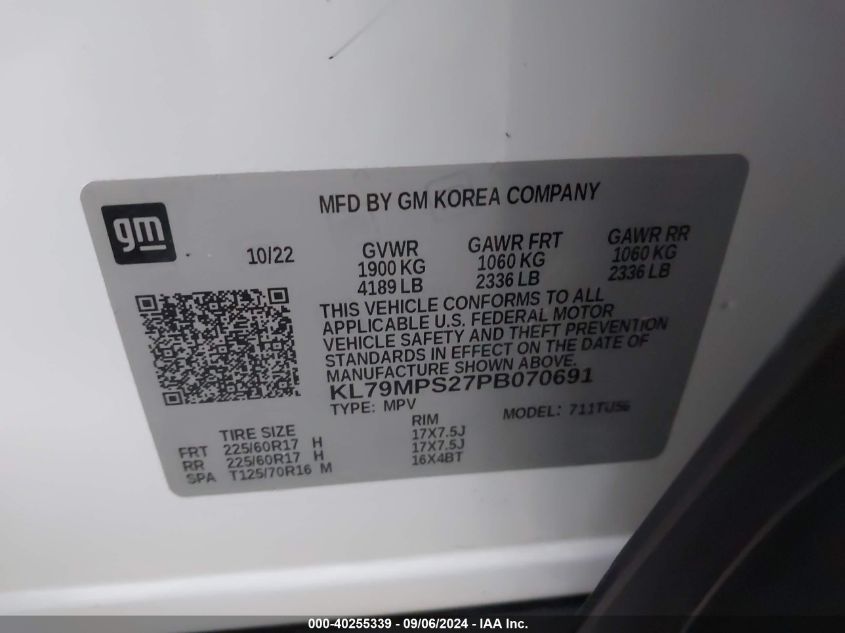 gm
MFD BY GM KOREA COMPANY
10/22
GVWR GAWR FRT GAWR RR
1900 KG 1060 KG 1060 KG
4189 LB 2336 LB 2336 LB
THIS VEHICLE CONFORMS TO ALL
APPLICABLE U.S. FEDERAL MOTOR
VEHICLE SAFETY AND THEFT PREVENTION
STANDARDS IN EFFECT ON THE DATE OF
MANUFACTURE SHOWN ABOVE.
KL79MPS27PB070691
TYPE: MPV MODEL: 711TU56
TIRE SIZE RIM
FRT 225/60R17 H 17X7.5J
RR 225/60R17 H 17X7.5J
SPA T125/70R16 M 16X4BT
000-40255339 - 09/06/2024 - IAA Inc.